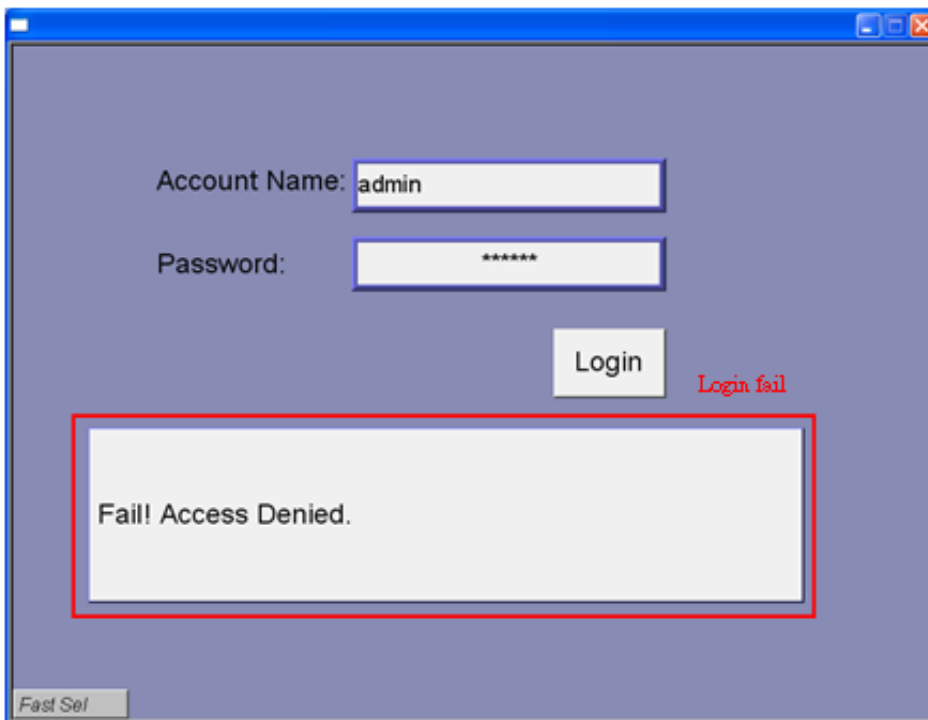 Account Name: admin
Password: ******
Login
Login fail
Fail! Access Denied.
Fast Sel